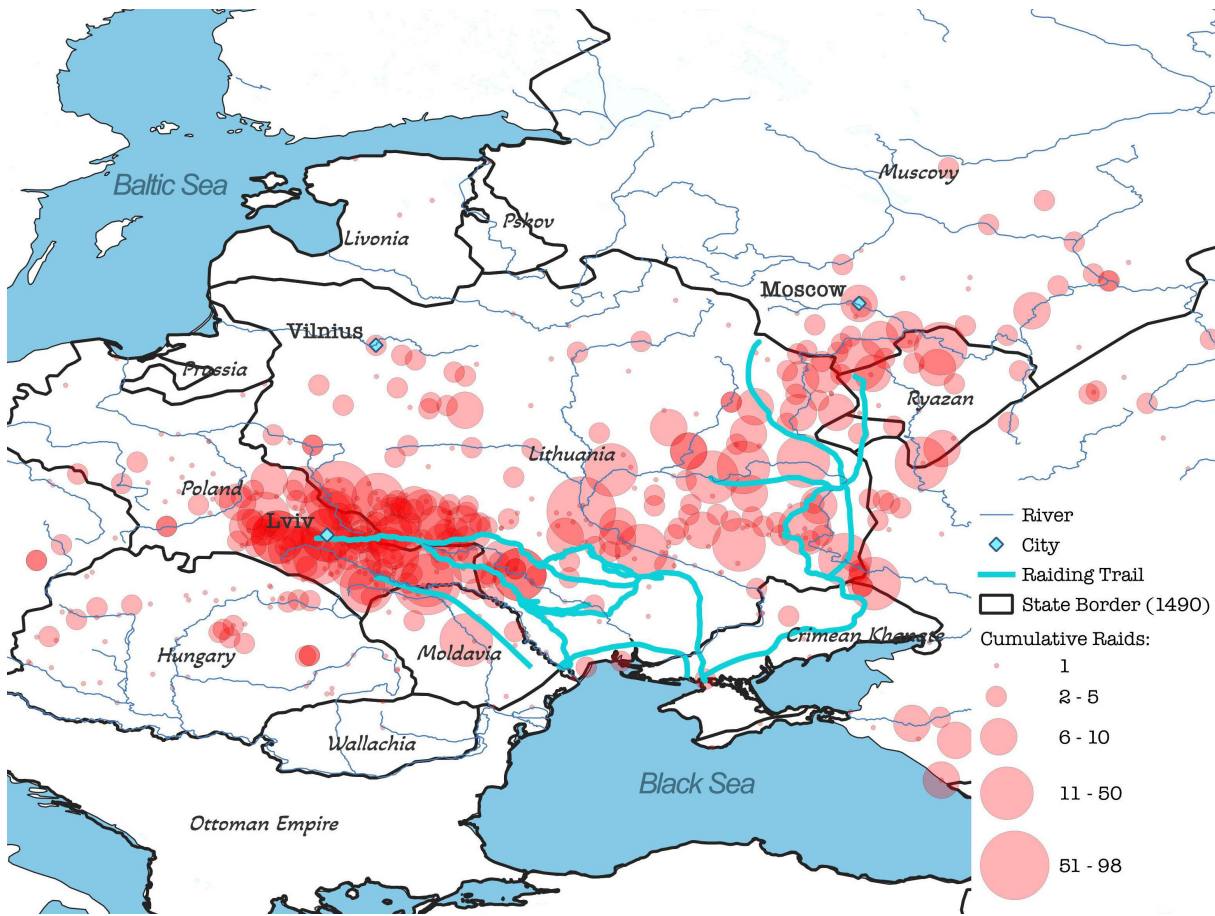 Baltic Sea
Muscovy
Pskov
Livonia
Moscow
Vilnius
Prussia
Ryazan
Lithuania
Poland
Lviv
River
City
Raiding Trail
State Border (1490)
Crimean Khanate
Cumulative Raids:
Hungary
Moldavia
1
2 - 5
6 - 10
Wallachia
Black Sea
11 - 50
Ottoman Empire
51 - 98